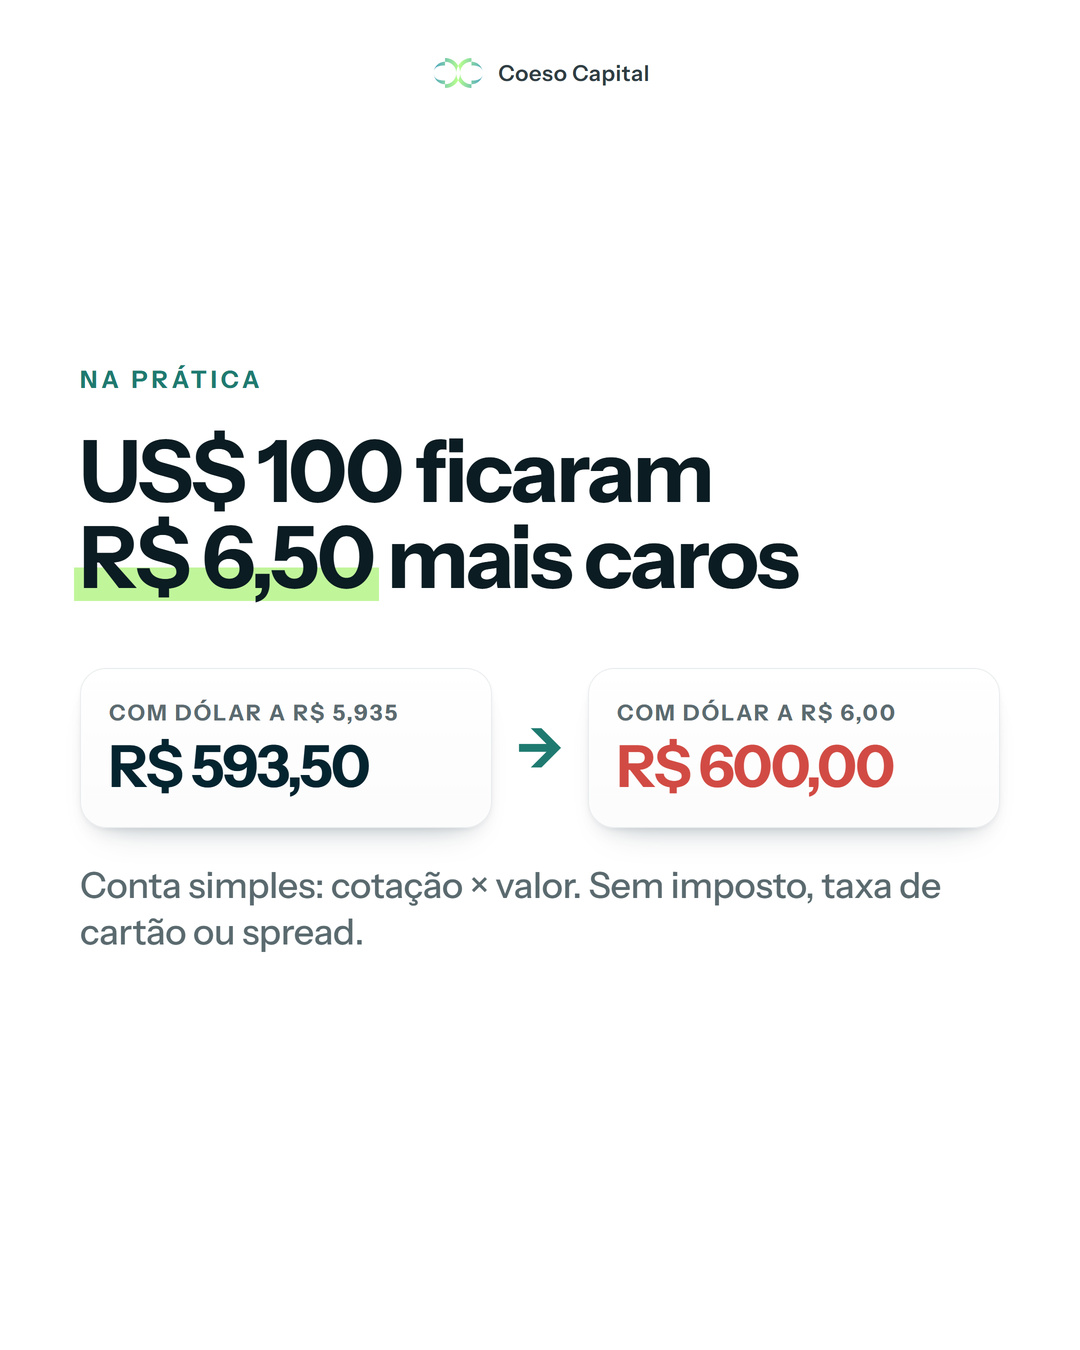 Coeso Capital
NA PRÁTICA
US$ 100 ficaram
R$ 6,50 mais caros
COM DÓLAR A R$ 5,935
R$ 593,50
→
COM DÓLAR A R$ 6,00
R$ 600,00
Conta simples: cotação × valor. Sem imposto, taxa de
cartão ou spread.